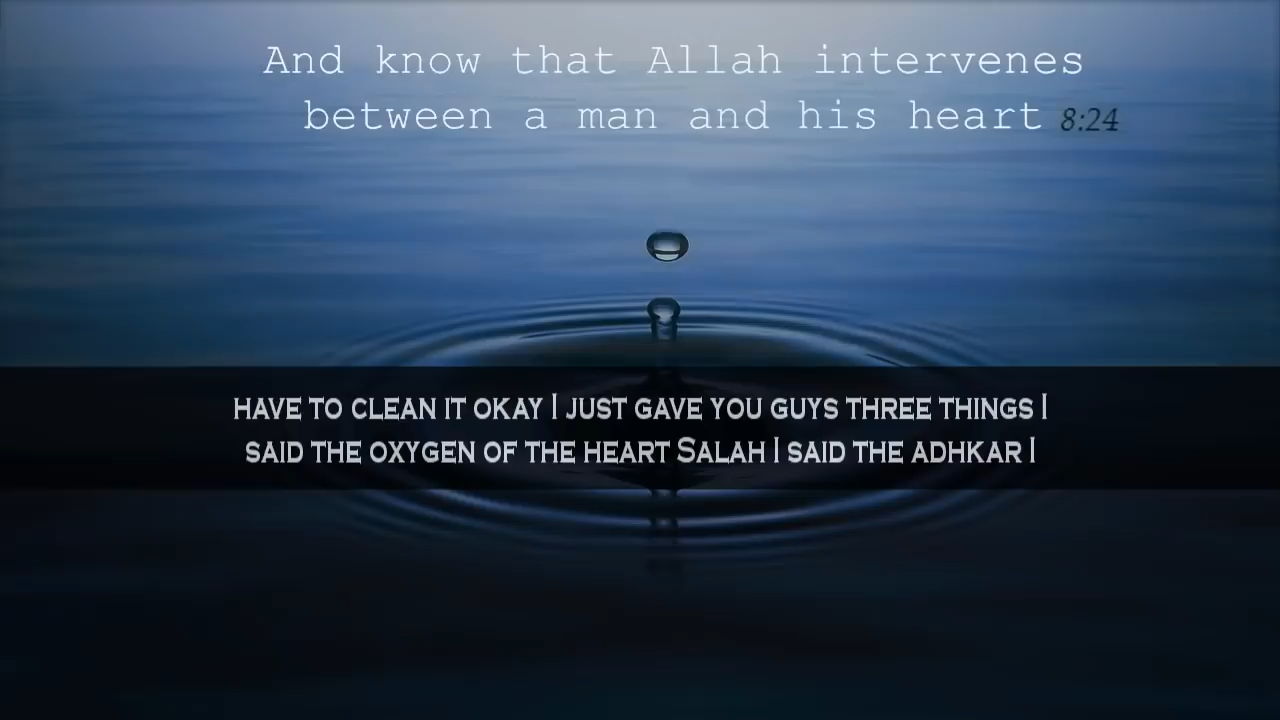 And know that Allah intervenes
between a man and his heart 8:24
HAVE TO CLEAN IT OKAY I JUST GAVE YOU GUYS THREE THINGS I
SAID THE OXYGEN OF THE HEART SALAH I SAID THE ADHKAR I